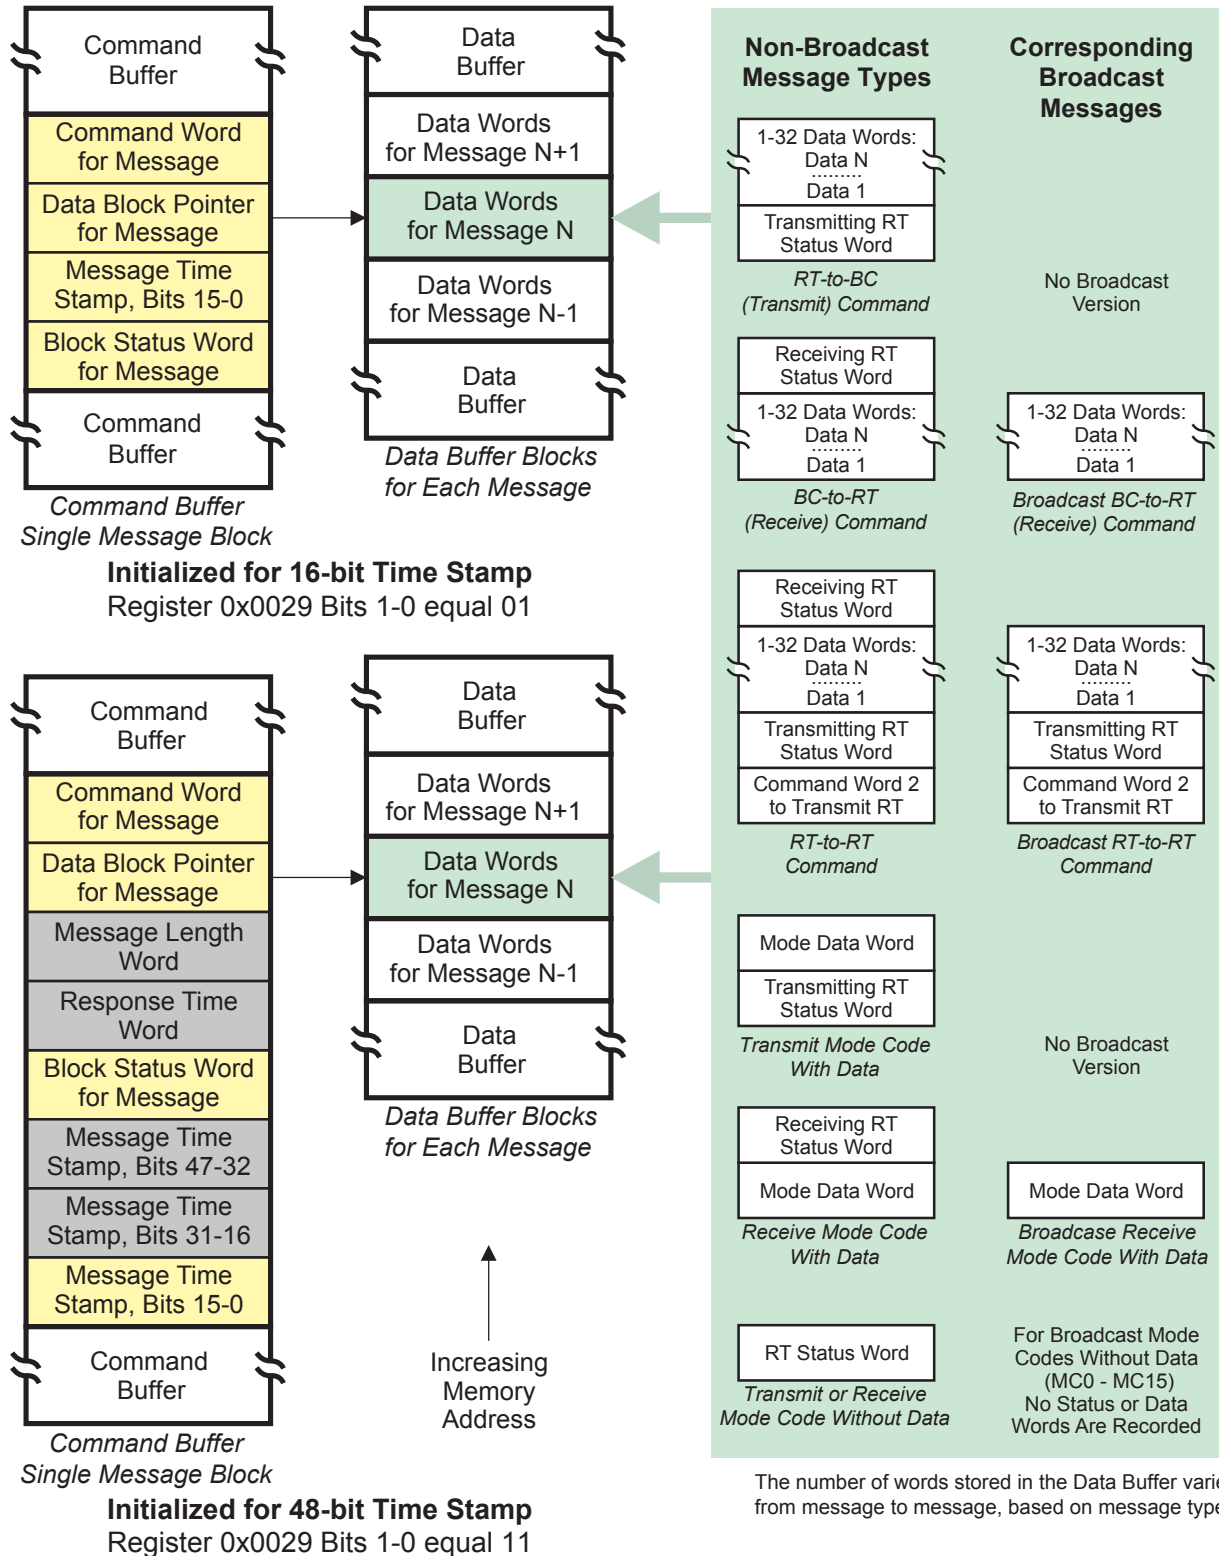 Command
Buffer
Command Word
for Message
Data Block Pointer
for Message
Message Time
Stamp, Bits 15-0
Block Status Word
for Message
Command
Buffer
Command Buffer
Single Message Block
Data
Buffer
Data Words
for Message N+1
Data Words
for Message N
Data Words
for Message N-1
Data
Buffer
Data Buffer Blocks
for Each Message
Initialized for 16-bit Time Stamp
Register 0x0029 Bits 1-0 equal 01
Command
Buffer
Command Word
for Message
Data Block Pointer
for Message
Message Length
Word
Response Time
Word
Block Status Word
for Message
Message Time
Stamp, Bits 47-32
Message Time
Stamp, Bits 31-16
Message Time
Stamp, Bits 15-0
Command
Buffer
Command Buffer
Single Message Block
Data
Buffer
Data Words
for Message N+1
Data Words
for Message N
Data Words
for Message N-1
Data
Buffer
Data Buffer Blocks
for Each Message
Increasing
Memory
Address
Initialized for 48-bit Time Stamp
Register 0x0029 Bits 1-0 equal 11
Non-Broadcast
Message Types
Corresponding
Broadcast
Messages
1-32 Data Words:
Data N
.........
Data 1
Transmitting RT
Status Word
RT-to-BC
(Transmit) Command
No Broadcast
Version
Receiving RT
Status Word
1-32 Data Words:
Data N
.........
Data 1
BC-to-RT
(Receive) Command
1-32 Data Words:
Data N
.........
Data 1
Broadcast BC-to-RT
(Receive) Command
Receiving RT
Status Word
1-32 Data Words:
Data N
.........
Data 1
Transmitting RT
Status Word
Command Word 2
to Transmit RT
RT-to-RT
Command
1-32 Data Words:
Data N
.........
Data 1
Transmitting RT
Status Word
Command Word 2
to Transmit RT
Broadcast RT-to-RT
Command
Mode Data Word
Transmitting RT
Status Word
Transmit Mode Code
With Data
No Broadcast
Version
Receiving RT
Status Word
Mode Data Word
Receive Mode Code
With Data
Mode Data Word
Broadcase Receive
Mode Code With Data
RT Status Word
Transmit or Receive
Mode Code Without Data
For Broadcast Mode
Codes Without Data
(MC0 - MC15)
No Status or Data
Words Are Recorded
The number of words stored in the Data Buffer varie
from message to message, based on message type